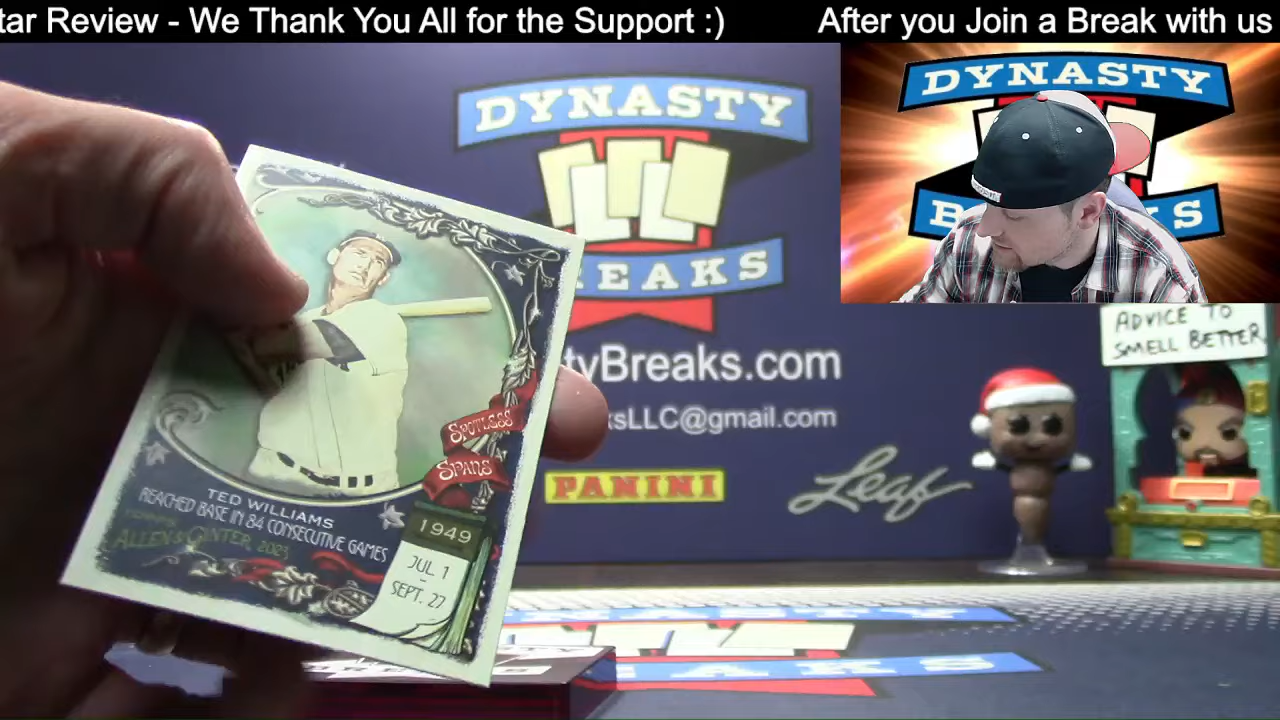 tar Review - We Thank You All for the Support :) After you Join a Break with us
DYNASTY
BREAKS
tyBreaks.com
ksLLC@gmail.com
PANINI
Leaf
DYNASTY
B KS
ADVICE TO
SMELL BETTER
SPOTLESS
SPANS
TED WILLIAMS
REACHED BASE IN 84 CONSECUTIVE GAMES
TOPPS
ALLEN & GINTER, 2023
1949
JUL 1
-
SEPT. 27